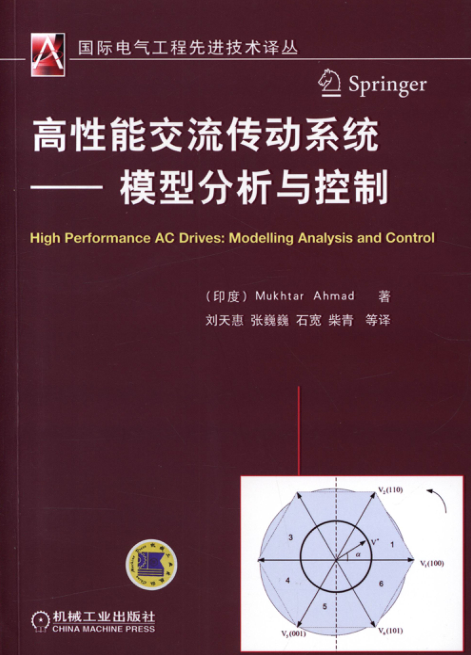 国际电气工程先进技术译丛
Springer
高性能交流传动系统
——模型分析与控制
High Performance AC Drives: Modelling Analysis and Control
（印度）Mukhtar Ahmad 著
刘天惠 张巍巍 石宽 柴青 等译
V₂(110)
3
V*
1
α
V₁(100)
4
6
5
V₅(001)
V₆(101)
机械工业出版社
CHINA MACHINE PRESS